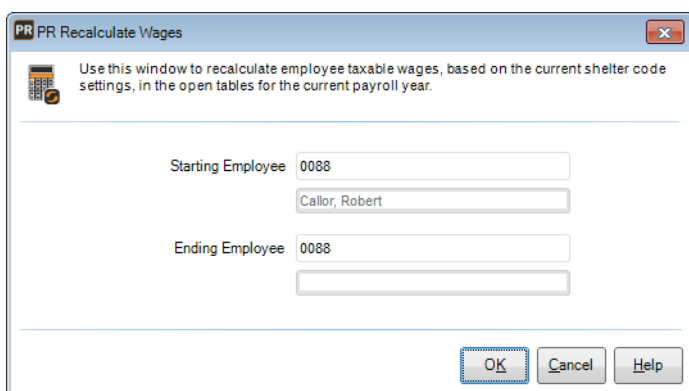 PR PR Recalculate Wages
Use this window to recalculate employee taxable wages, based on the current shelter code
settings, in the open tables for the current payroll year.
Starting Employee 0088
Callor, Robert
Ending Employee 0088
OK Cancel Help